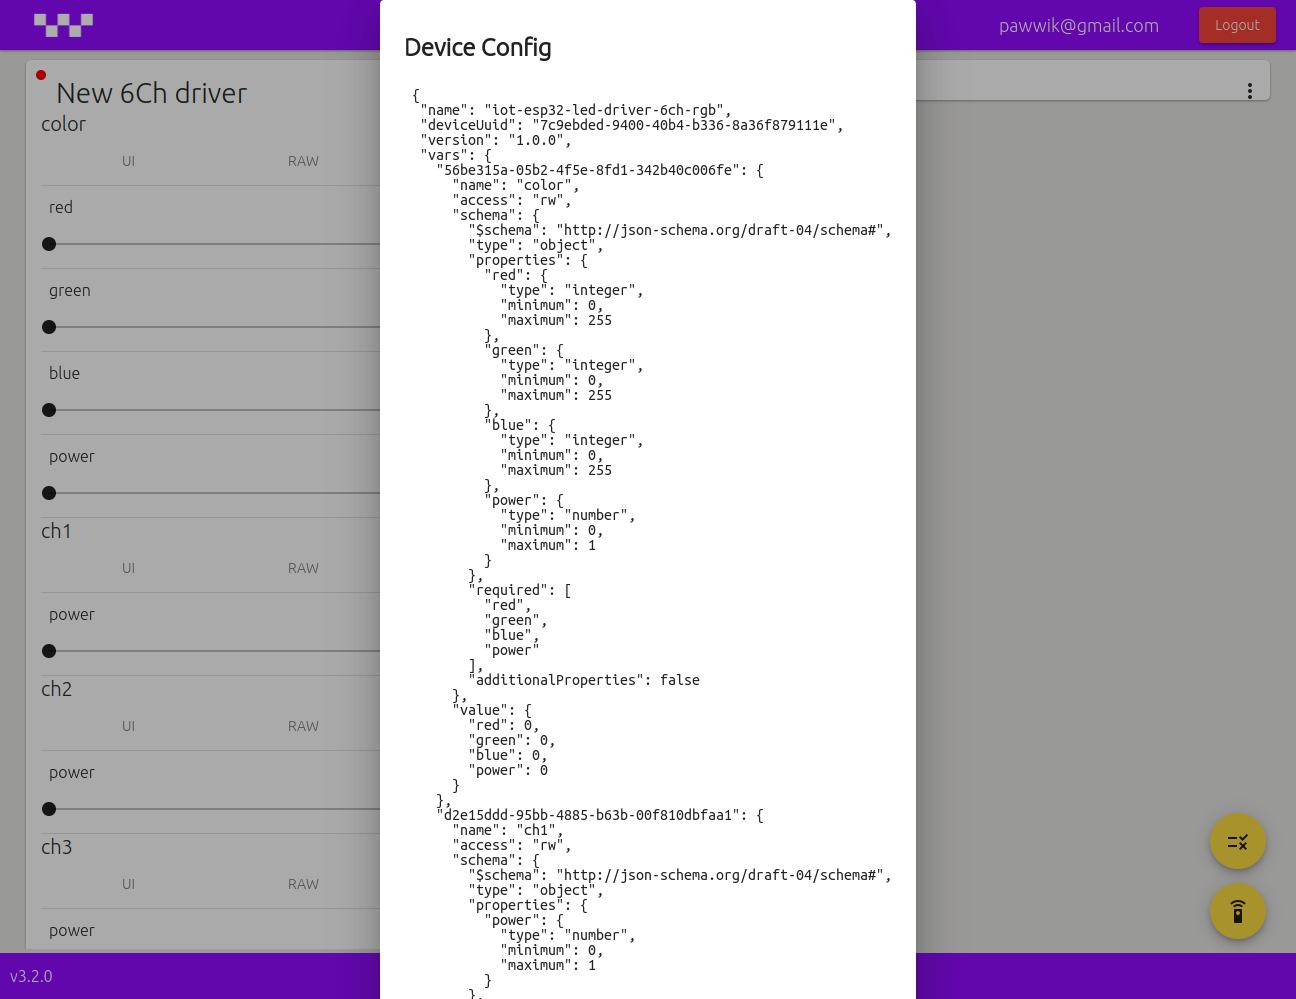 pawwik@gmail.com
Logout
New 6Ch driver
color
UI RAW
red
green
blue
power
ch1
UI RAW
power
ch2
UI RAW
power
ch3
UI RAW
power
v3.2.0
Device Config
{
"name": "iot-esp32-led-driver-6ch-rgb",
"deviceUuid": "7c9ebded-9400-40b4-b336-8a36f879111e",
"version": "1.0.0",
"vars": {
"56be315a-05b2-4f5e-8fd1-342b40c006fe": {
"name": "color",
"access": "rw",
"schema": {
"$schema": "http://json-schema.org/draft-04/schema#",
"type": "object",
"properties": {
"red": {
"type": "integer",
"minimum": 0,
"maximum": 255
},
"green": {
"type": "integer",
"minimum": 0,
"maximum": 255
},
"blue": {
"type": "integer",
"minimum": 0,
"maximum": 255
},
"power": {
"type": "number",
"minimum": 0,
"maximum": 1
}
},
"required": [
"red",
"green",
"blue",
"power"
],
"additionalProperties": false
},
"value": {
"red": 0,
"green": 0,
"blue": 0,
"power": 0
}
},
"d2e15ddd-95bb-4885-b63b-00f810dbfaa1": {
"name": "ch1",
"access": "rw",
"schema": {
"$schema": "http://json-schema.org/draft-04/schema#",
"type": "object",
"properties": {
"power": {
"type": "number",
"minimum": 0,
"maximum": 1
}
},